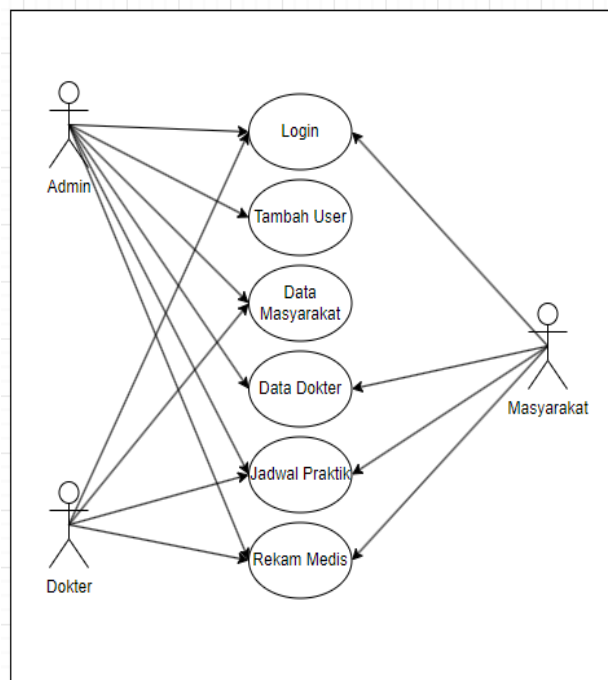 Admin
Login
Tambah User
Data
Masyarakat
Data Dokter
Jadwal Praktik
Rekam Medis
Dokter
Masyarakat